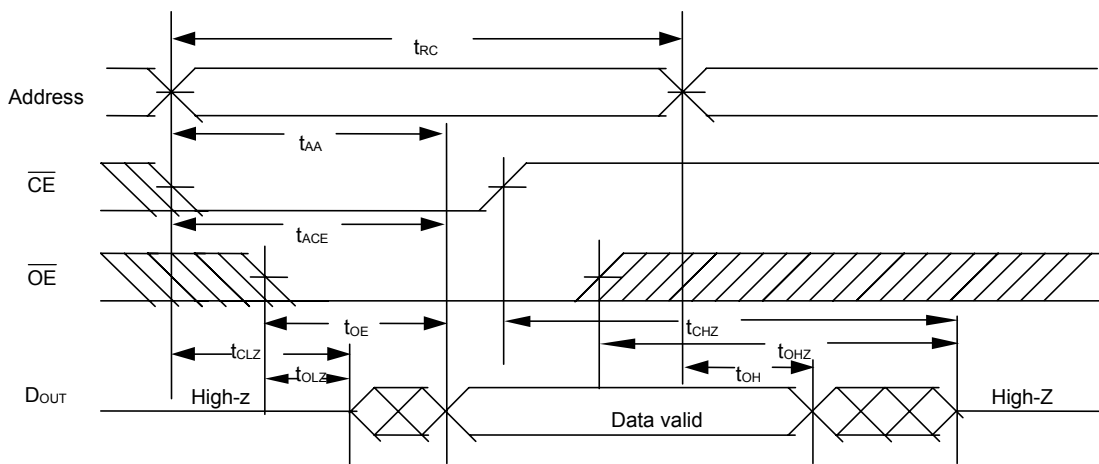 tRC
Address
tAA
CE
tACE
OE
tOE
tCHZ
tCLZ
tOHZ
tOLZ
tOH
DOUT
High-z
Data valid
High-Z